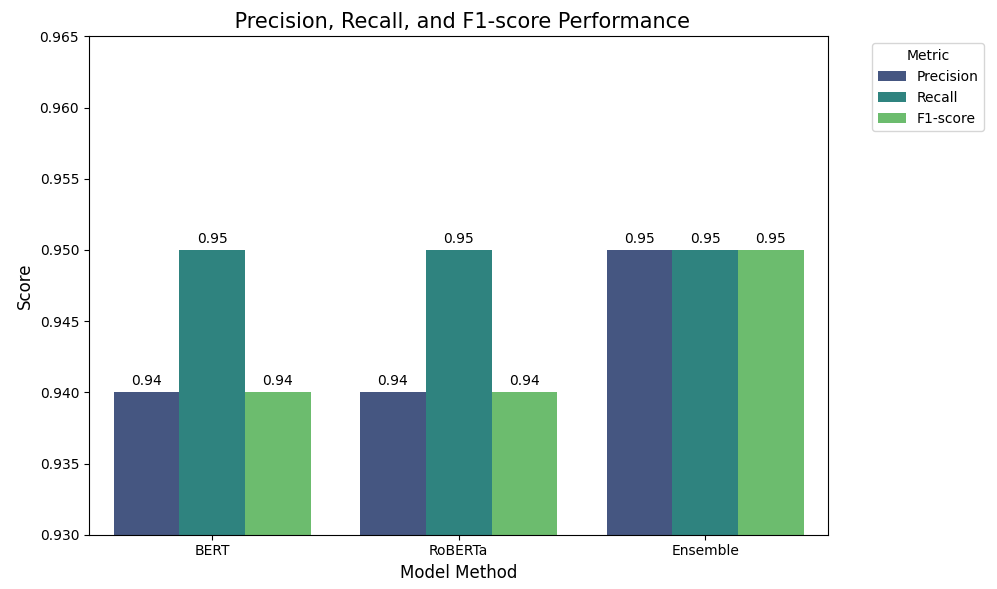 Precision, Recall, and F1-score Performance
Metric
Precision
Recall
F1-score
Score
0.965
0.960
0.955
0.950
0.945
0.940
0.935
0.930
0.94
0.95
0.94
0.94
0.95
0.94
0.95
0.95
0.95
BERT
RoBERTa
Ensemble
Model Method